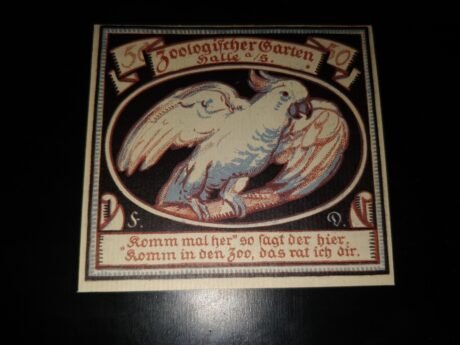 50 Zoologischer Garten 50
Halle a/S.
F. D.
"Komm mal her" so sagt der hier.
"Komm in den Zoo, das rat ich dir.